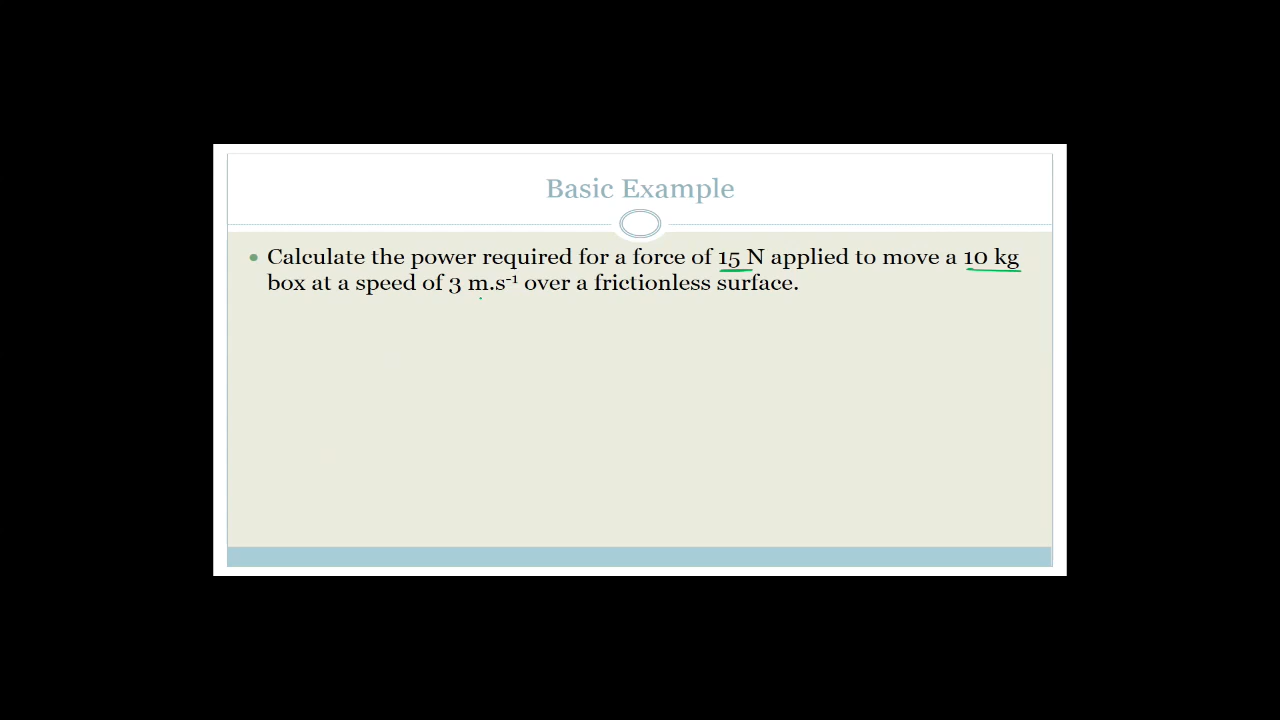 Basic Example
• Calculate the power required for a force of 15 N applied to move a 10 kg
box at a speed of 3 m.s⁻¹ over a frictionless surface.